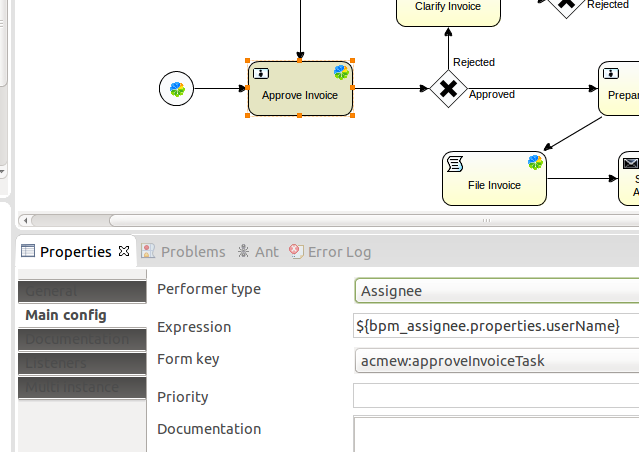 Clarify Invoice
Rejected
Rejected
Approve Invoice
Approved
Prepar
File Invoice
S
A
Properties
Problems
Ant
Error Log
General
Main config
Documentation
Listeners
Multi instance
Performer type
Assignee
Expression
${bpm_assignee.properties.userName}
Form key
acmew:approveInvoiceTask
Priority
Documentation